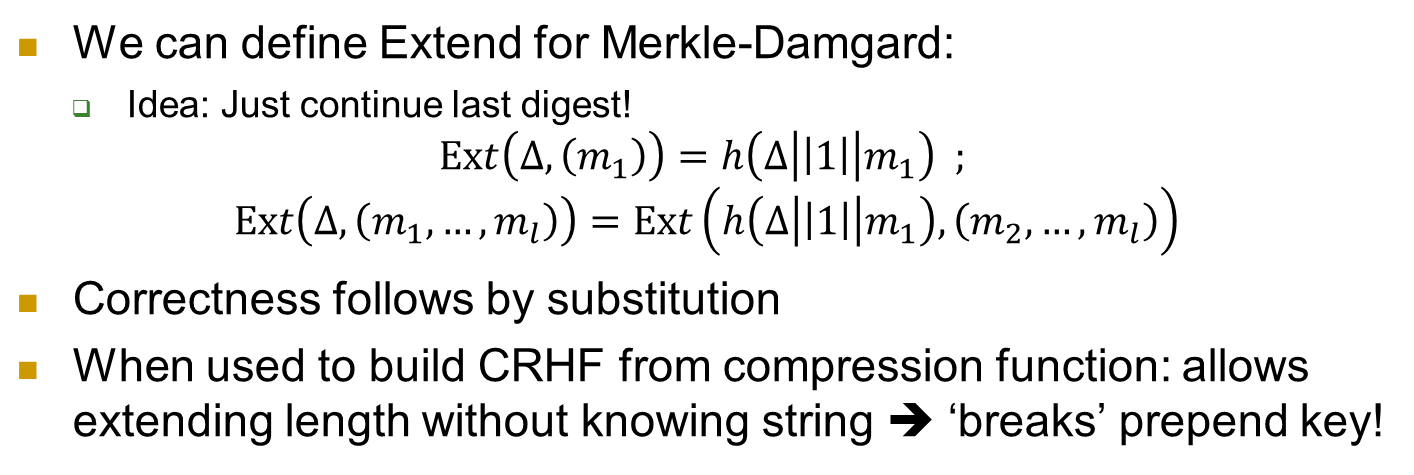 We can define Extend for Merkle-Damgard:
Idea: Just continue last digest!
Ext(Δ, (m₁)) = h(Δ||1||m₁) ;
Ext(Δ, (m₁, … , mₗ)) = Ext (h(Δ||1||m₁), (m₂, … , mₗ))
Correctness follows by substitution
When used to build CRHF from compression function: allows
extending length without knowing string ➔ ‘breaks’ prepend key!